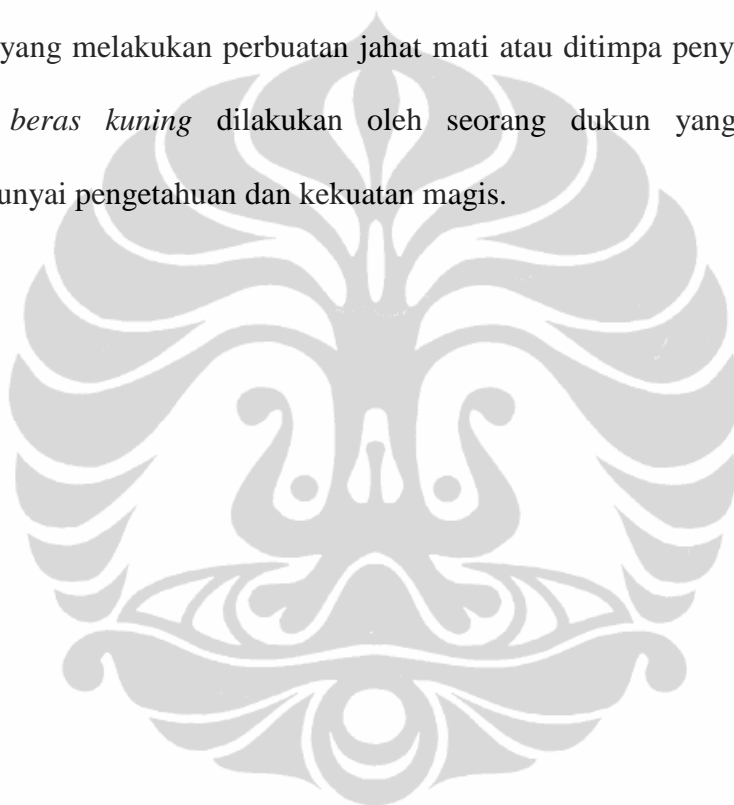 yang melakukan perbuatan jahat mati atau ditimpa peny
beras kuning dilakukan oleh seorang dukun yang
unyai pengetahuan dan kekuatan magis.